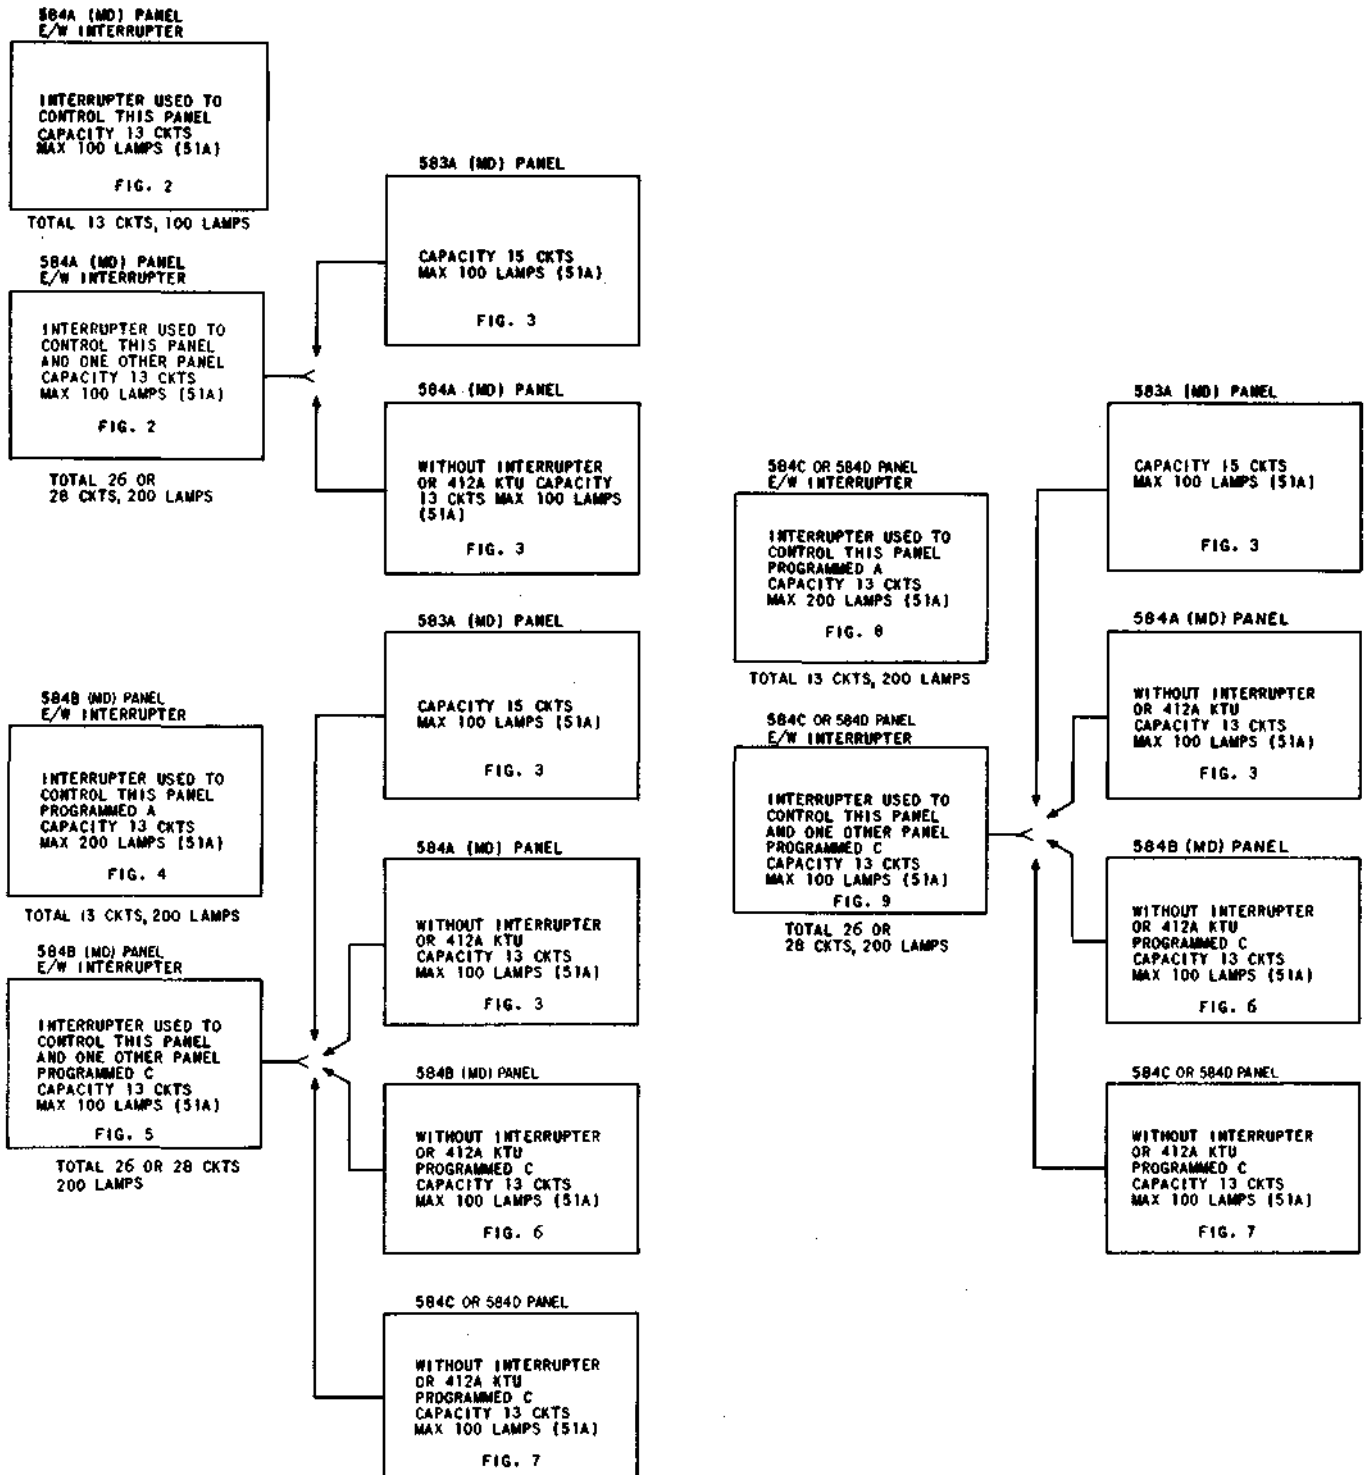 584A (MD) PANEL
E/W INTERRUPTER
INTERRUPTER USED TO
CONTROL THIS PANEL
CAPACITY 13 CKTS
MAX 100 LAMPS (51A)
FIG. 2
TOTAL 13 CKTS, 100 LAMPS
584A (MD) PANEL
E/W INTERRUPTER
INTERRUPTER USED TO
CONTROL THIS PANEL
AND ONE OTHER PANEL
CAPACITY 13 CKTS
MAX 100 LAMPS (51A)
FIG. 2
TOTAL 26 OR
28 CKTS, 200 LAMPS
583A (MD) PANEL
CAPACITY 15 CKTS
MAX 100 LAMPS (51A)
FIG. 3
584A (MD) PANEL
WITHOUT INTERRUPTER
OR 412A KTU CAPACITY
13 CKTS MAX 100 LAMPS
(51A)
FIG. 3
584B (MD) PANEL
E/W INTERRUPTER
INTERRUPTER USED TO
CONTROL THIS PANEL
PROGRAMMED A
CAPACITY 13 CKTS
MAX 200 LAMPS (51A)
FIG. 4
TOTAL 13 CKTS, 200 LAMPS
584B (MD) PANEL
E/W INTERRUPTER
INTERRUPTER USED TO
CONTROL THIS PANEL
AND ONE OTHER PANEL
PROGRAMMED C
CAPACITY 13 CKTS
MAX 100 LAMPS (51A)
FIG. 5
TOTAL 26 OR 28 CKTS
200 LAMPS
583A (MD) PANEL
CAPACITY 15 CKTS
MAX 100 LAMPS (51A)
FIG. 3
584A (MD) PANEL
WITHOUT INTERRUPTER
OR 412A KTU
CAPACITY 13 CKTS
MAX 100 LAMPS (51A)
FIG. 3
584B (MD) PANEL
WITHOUT INTERRUPTER
OR 412A KTU
PROGRAMMED C
CAPACITY 13 CKTS
MAX 100 LAMPS (51A)
FIG. 6
584C OR 584D PANEL
WITHOUT INTERRUPTER
OR 412A KTU
PROGRAMMED C
CAPACITY 13 CKTS
MAX 100 LAMPS (51A)
FIG. 7
584C OR 584D PANEL
E/W INTERRUPTER
INTERRUPTER USED TO
CONTROL THIS PANEL
PROGRAMMED A
CAPACITY 13 CKTS
MAX 200 LAMPS (51A)
FIG. 8
TOTAL 13 CKTS, 200 LAMPS
584C OR 584D PANEL
E/W INTERRUPTER
INTERRUPTER USED TO
CONTROL THIS PANEL
AND ONE OTHER PANEL
PROGRAMMED C
CAPACITY 13 CKTS
MAX 100 LAMPS (51A)
FIG. 9
TOTAL 26 OR
28 CKTS, 200 LAMPS
583A (MD) PANEL
CAPACITY 15 CKTS
MAX 100 LAMPS (51A)
FIG. 3
584A (MD) PANEL
WITHOUT INTERRUPTER
OR 412A KTU
CAPACITY 13 CKTS
MAX 100 LAMPS (51A)
FIG. 3
584B (MD) PANEL
WITHOUT INTERRUPTER
OR 412A KTU
PROGRAMMED C
CAPACITY 13 CKTS
MAX 100 LAMPS (51A)
FIG. 6
584C OR 584D PANEL
WITHOUT INTERRUPTER
OR 412A KTU
PROGRAMMED C
CAPACITY 13 CKTS
MAX 100 LAMPS (51A)
FIG. 7